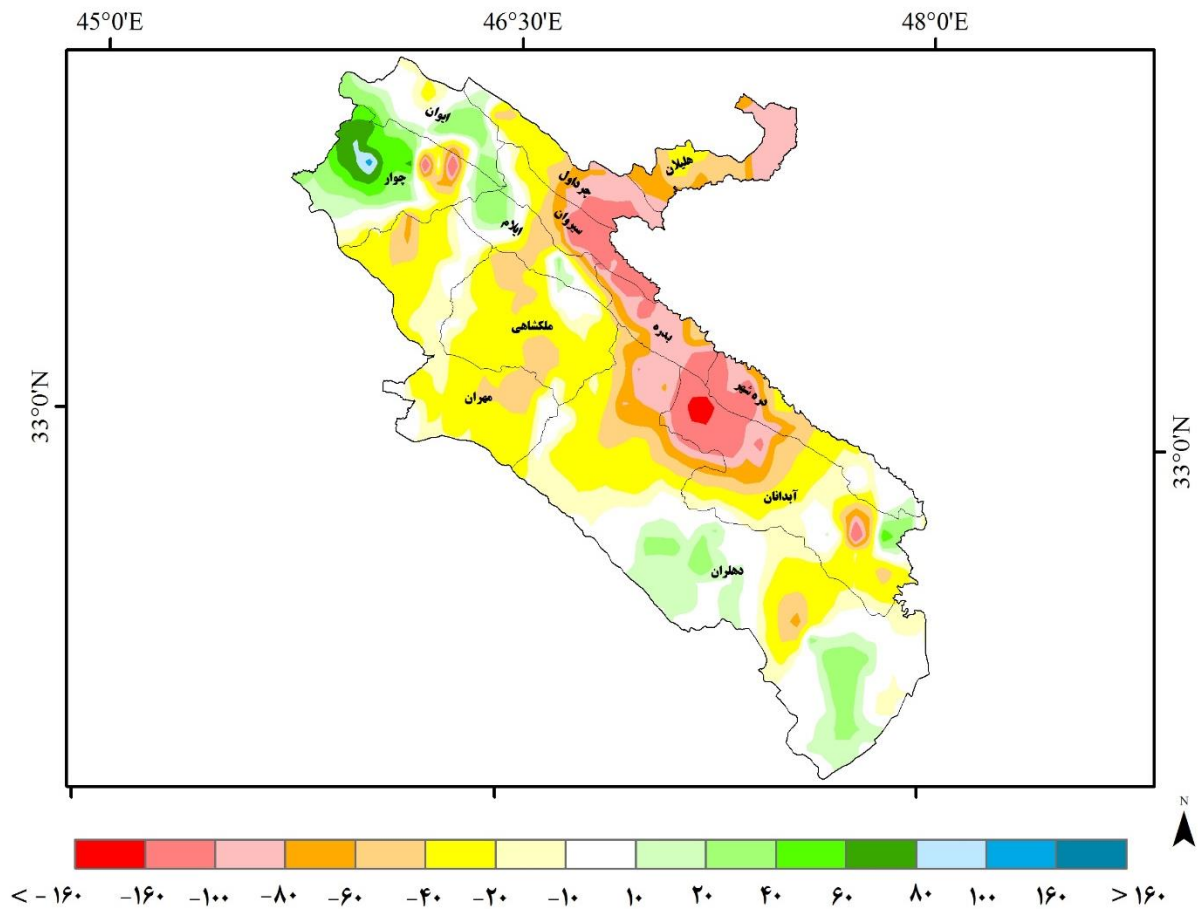 45°0'E 46°30'E 48°0'E
ایوان
هلیلان
چوار
چرداول
سیروان
ایلام
ملکشاهی
بدره
33°0'N
مهران
دره شهر
33°0'N
آبدانان
دهلران
N
< -۱۶۰ -۱۶۰ -۱۰۰ -۸۰ -۶۰ -۴۰ -۲۰ -۱۰ ۱۰ ۲۰ ۴۰ ۶۰ ۸۰ ۱۰۰ ۱۶۰ > ۱۶۰